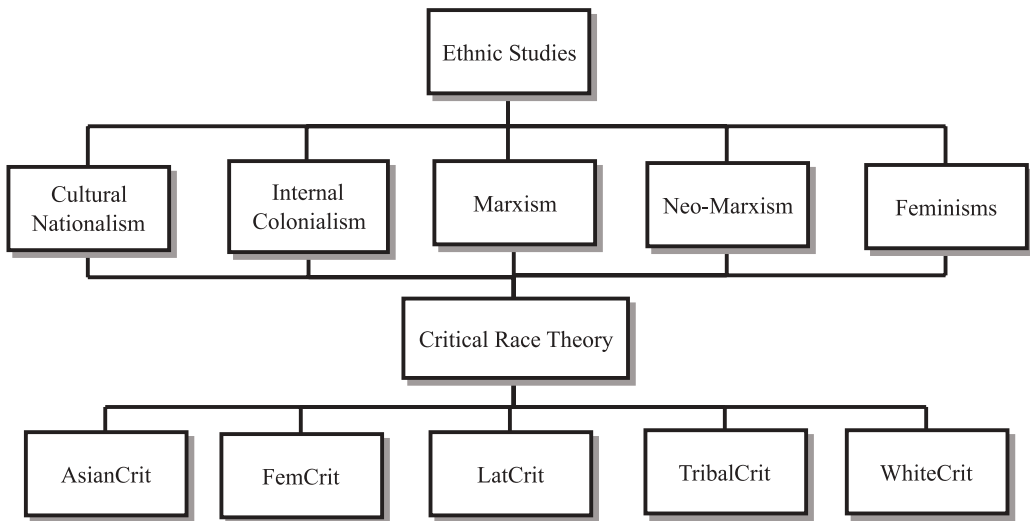 Ethnic Studies
Cultural
Nationalism
Internal
Colonialism
Marxism
Neo-Marxism
Feminisms
Critical Race Theory
AsianCrit
FemCrit
LatCrit
TribalCrit
WhiteCrit